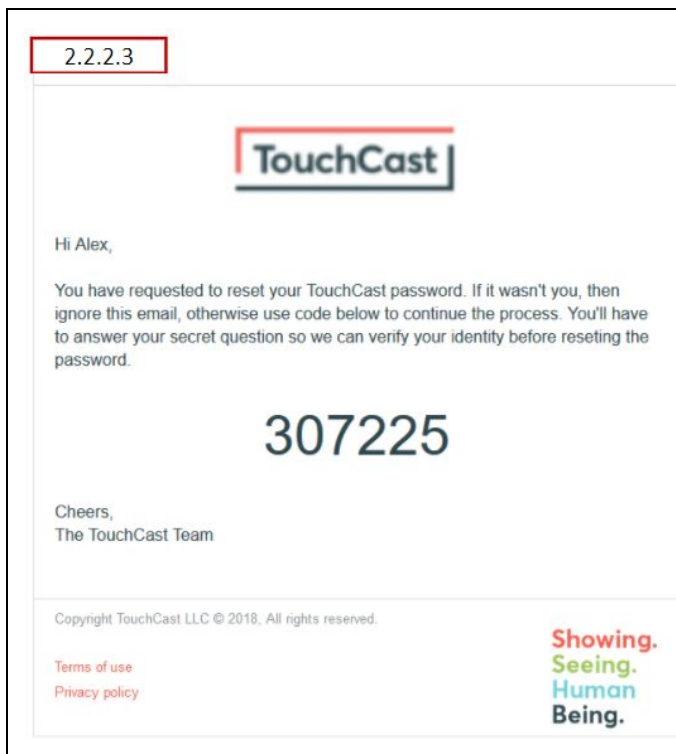 2.2.2.3
TouchCast
Hi Alex,
You have requested to reset your TouchCast password. If it wasn't you, then
ignore this email, otherwise use code below to continue the process. You'll have
to answer your secret question so we can verify your identity before reseting the
password.
307225
Cheers,
The TouchCast Team
Copyright TouchCast LLC © 2018, All rights reserved.
Terms of use
Privacy policy
Showing.
Seeing.
Human
Being.